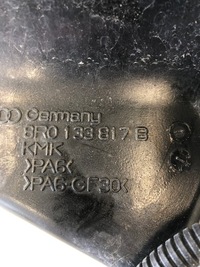 Germany
8R0 133 817 B
KMK
>PA6<
>PA6-GF30<